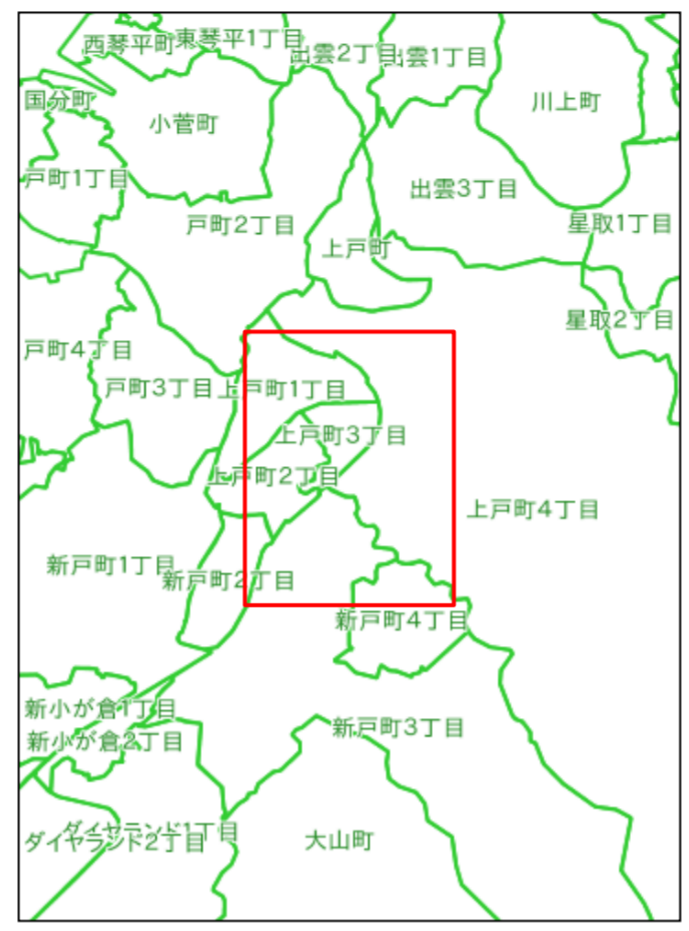 西琴平町
東琴平1丁目
出雲2丁目
出雲1丁目
国分町
小菅町
川上町
戸町1丁目
出雲3丁目
戸町2丁目
星取1丁目
上戸町
星取2丁目
戸町4丁目
戸町3丁目
上戸町1丁目
上戸町3丁目
上戸町2丁目
上戸町4丁目
新戸町1丁目
新戸町2丁目
新戸町4丁目
新小が倉1丁目
新戸町3丁目
新小が倉2丁目
ダイヤランド1丁目
ダイヤランド2丁目
大山町